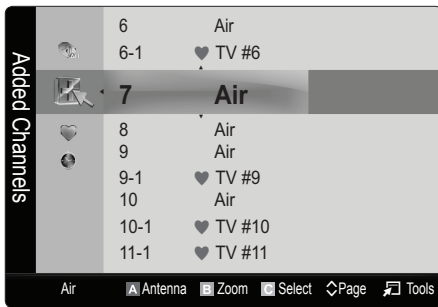 Added Channels
6 Air
6-1 ♥ TV #6
7 Air
8 Air
9 Air
9-1 ♥ TV #9
10 Air
10-1 ♥ TV #10
11-1 ♥ TV #11
Air A Antenna B Zoom C Select Page Tools